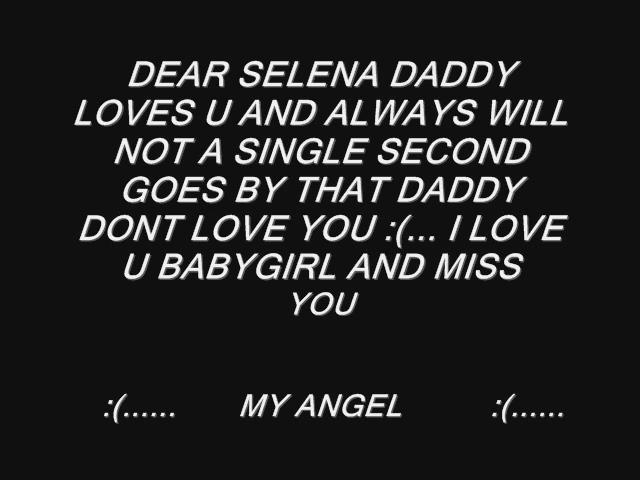 DEAR SELENA DADDY
LOVES U AND ALWAYS WILL
NOT A SINGLE SECOND
GOES BY THAT DADDY
DONT LOVE YOU :(... I LOVE
U BABYGIRL AND MISS
YOU
:(...... MY ANGEL :(......